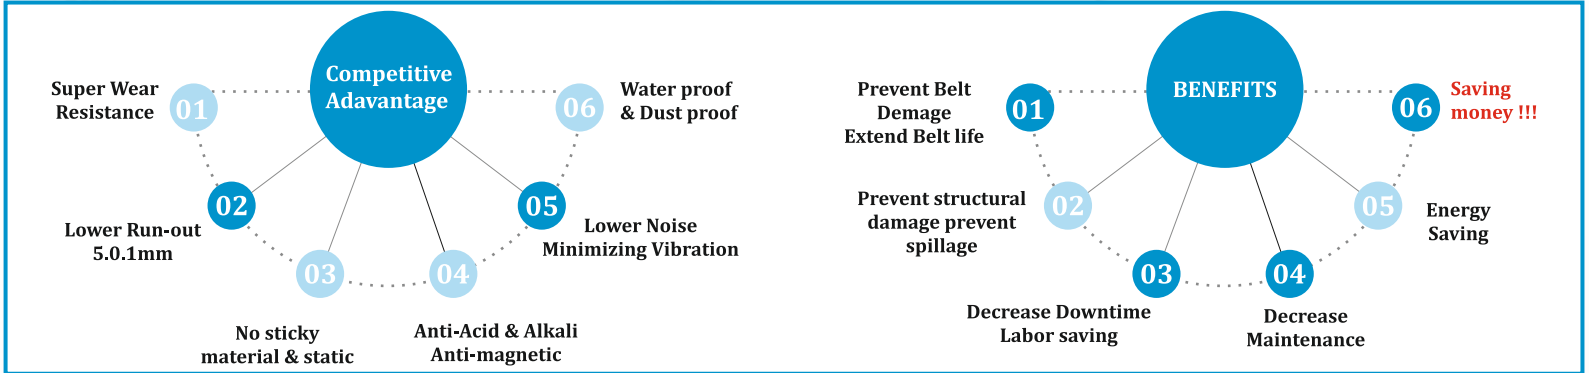 Competitive
Adavantage
01
Super Wear
Resistance
02
Lower Run-out
5.0.1mm
03
No sticky
material & static
04
Anti-Acid & Alkali
Anti-magnetic
05
Lower Noise
Minimizing Vibration
06
Water proof
& Dust proof
BENEFITS
01
Prevent Belt
Demage
Extend Belt life
02
Prevent structural
damage prevent
spillage
03
Decrease Downtime
Labor saving
04
Decrease
Maintenance
05
Energy
Saving
06
Saving
money !!!